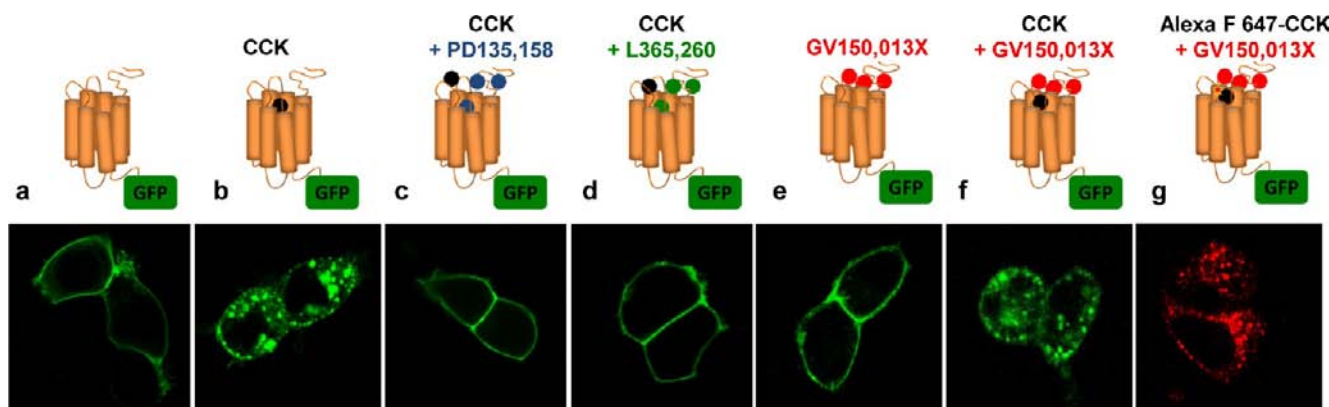 CCK
CCK
+ PD135,158
CCK
+ L365,260
GV150,013X
CCK
+ GV150,013X
Alexa F 647-CCK
+ GV150,013X
a
GFP
b
GFP
c
GFP
d
GFP
e
GFP
f
GFP
g
GFP